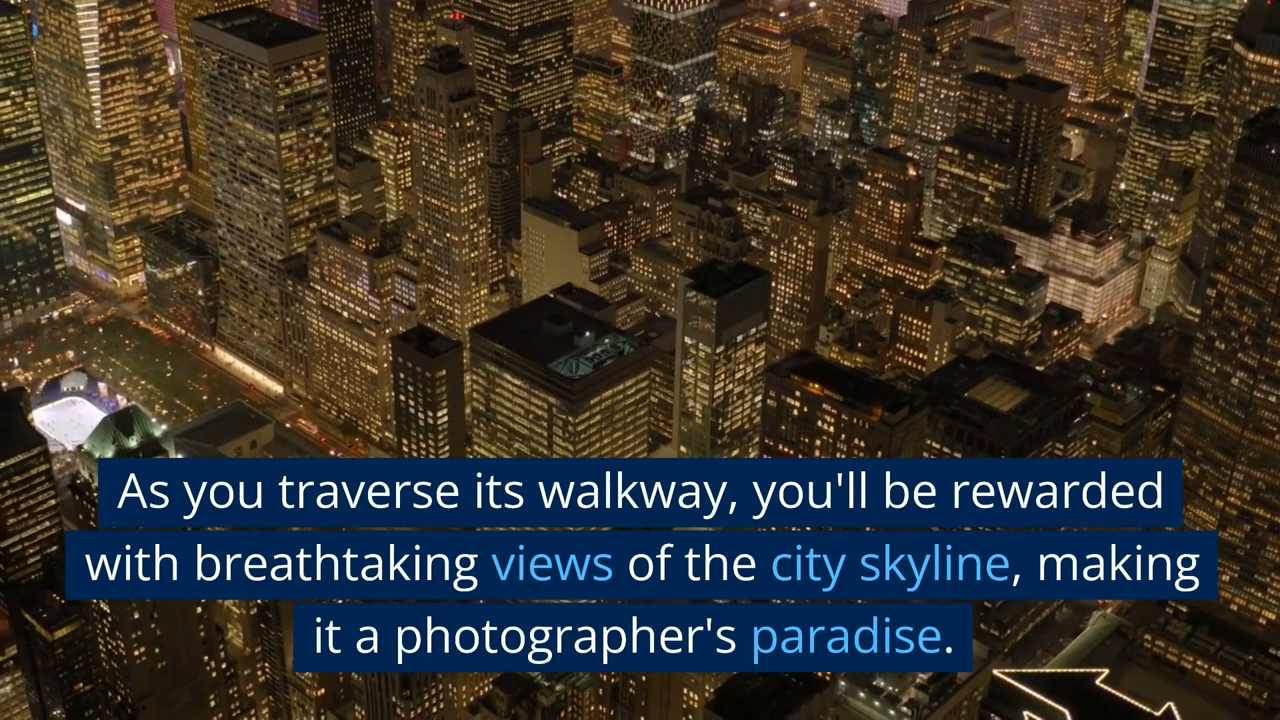 As you traverse its walkway, you'll be rewarded
with breathtaking views of the city skyline, making
it a photographer's paradise.